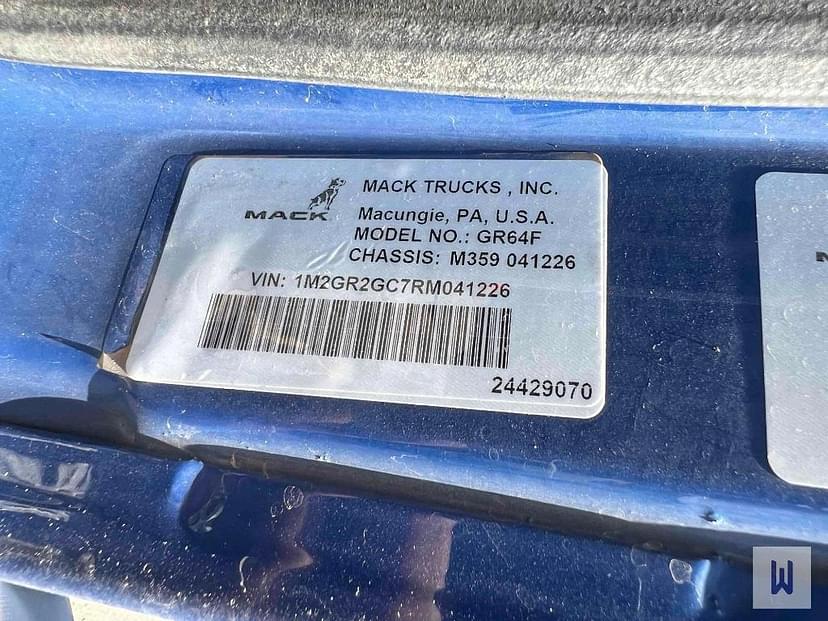 MACK TRUCKS , INC.
MACK
Macungie, PA, U.S.A.
MODEL NO.: GR64F
CHASSIS: M359 041226
VIN: 1M2GR2GC7RM041226
24429070
W